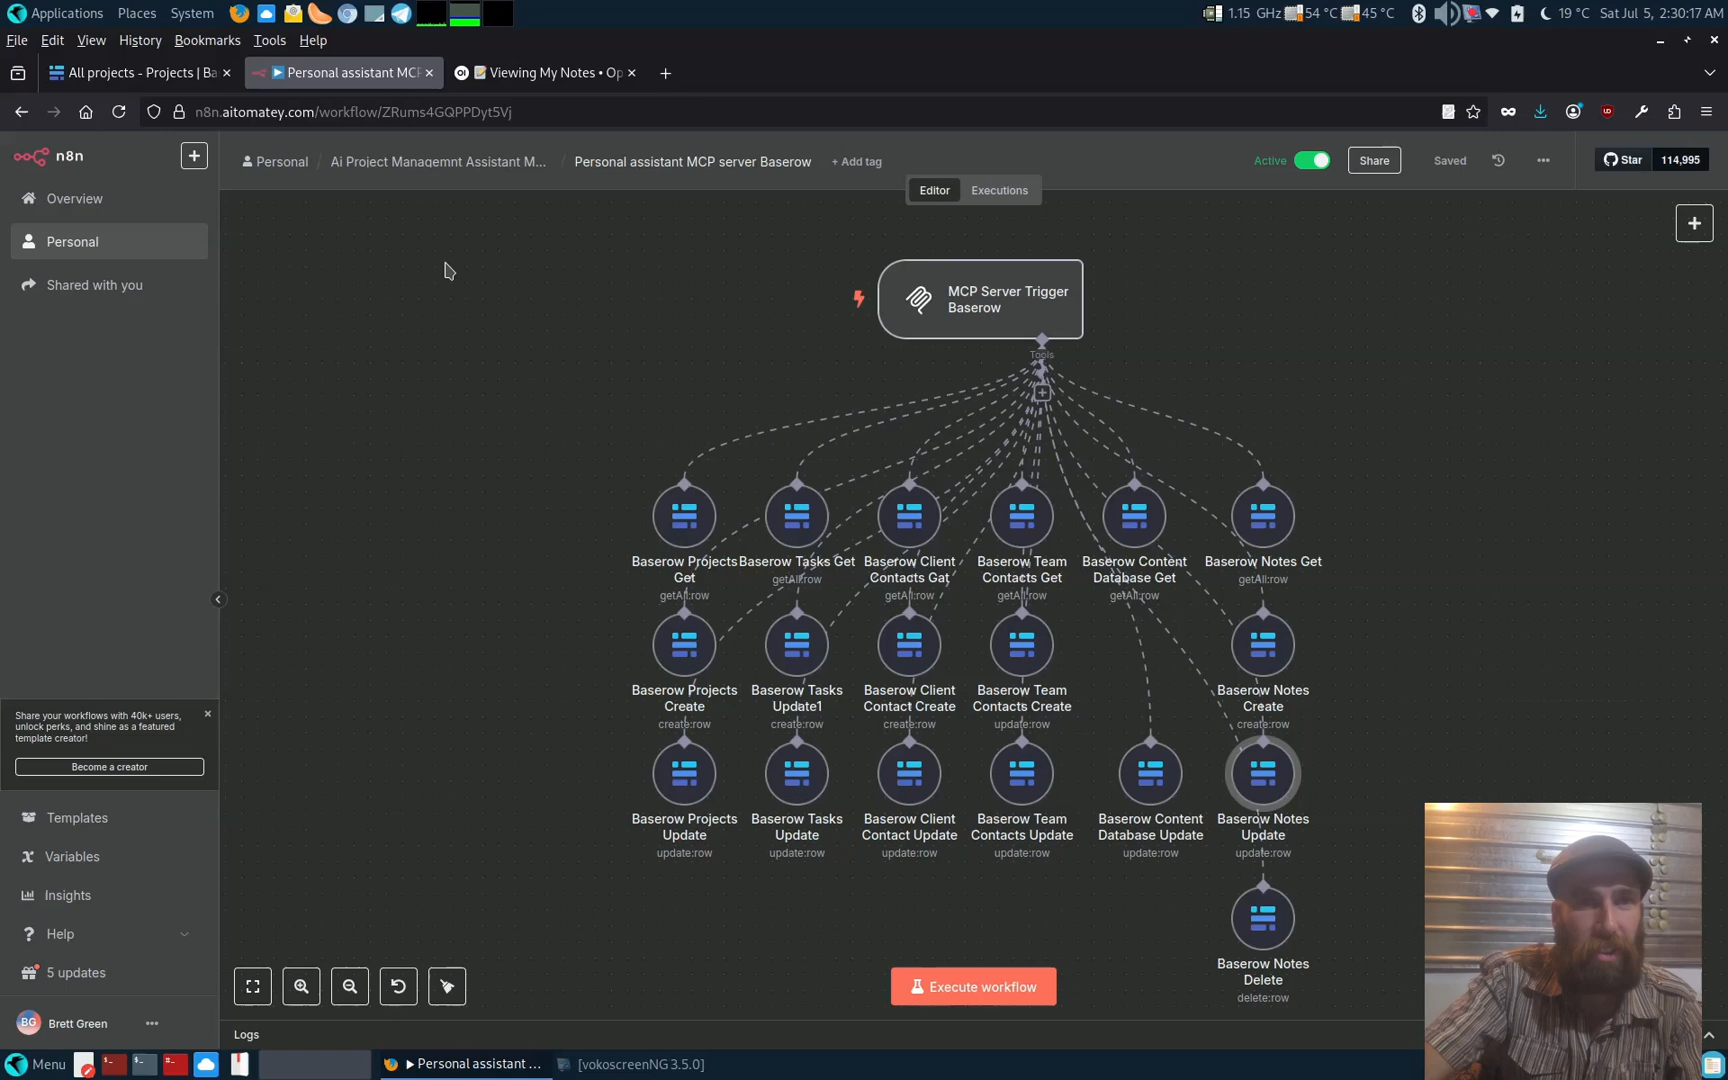 Applications Places System
1.15 GHz 54 °C 45 °C 19 °C Sat Jul 5, 2:30:17 AM
File Edit View History Bookmarks Tools Help
All projects - Projects | Ba
Personal assistant MCP
Viewing My Notes • Op
n8n.aitomatey.com/workflow/ZRums4GQPPDyt5Vj
n8n
Personal / Ai Project Managemnt Assistant M... / Personal assistant MCP server Baserow + Add tag
Active Share Saved Star 114,995
Editor Executions
Overview
Personal
Shared with you
MCP Server Trigger
Baserow
Tools
Baserow Projects
Get
getAll:row
Baserow Tasks Get
getAll:row
Baserow Client
Contacts Gat
getAll:row
Baserow Team
Contacts Get
getAll:row
Baserow Content
Database Get
getAll:row
Baserow Notes Get
getAll:row
Baserow Projects
Create
create:row
Baserow Tasks
Update1
create:row
Baserow Client
Contact Create
create:row
Baserow Team
Contacts Create
update:row
Baserow Notes
Create
create:row
Baserow Projects
Update
update:row
Baserow Tasks
Update
update:row
Baserow Client
Contact Update
update:row
Baserow Team
Contacts Update
update:row
Baserow Content
Database Update
update:row
Baserow Notes
Update
update:row
Baserow Notes
Delete
delete:row
Share your workflows with 40k+ users,
unlock perks, and shine as a featured
template creator!
Become a creator
Templates
Variables
Insights
Help
5 updates
BG Brett Green
Execute workflow
Logs
Menu
Personal assistant ...
[vokoscreenNG 3.5.0]